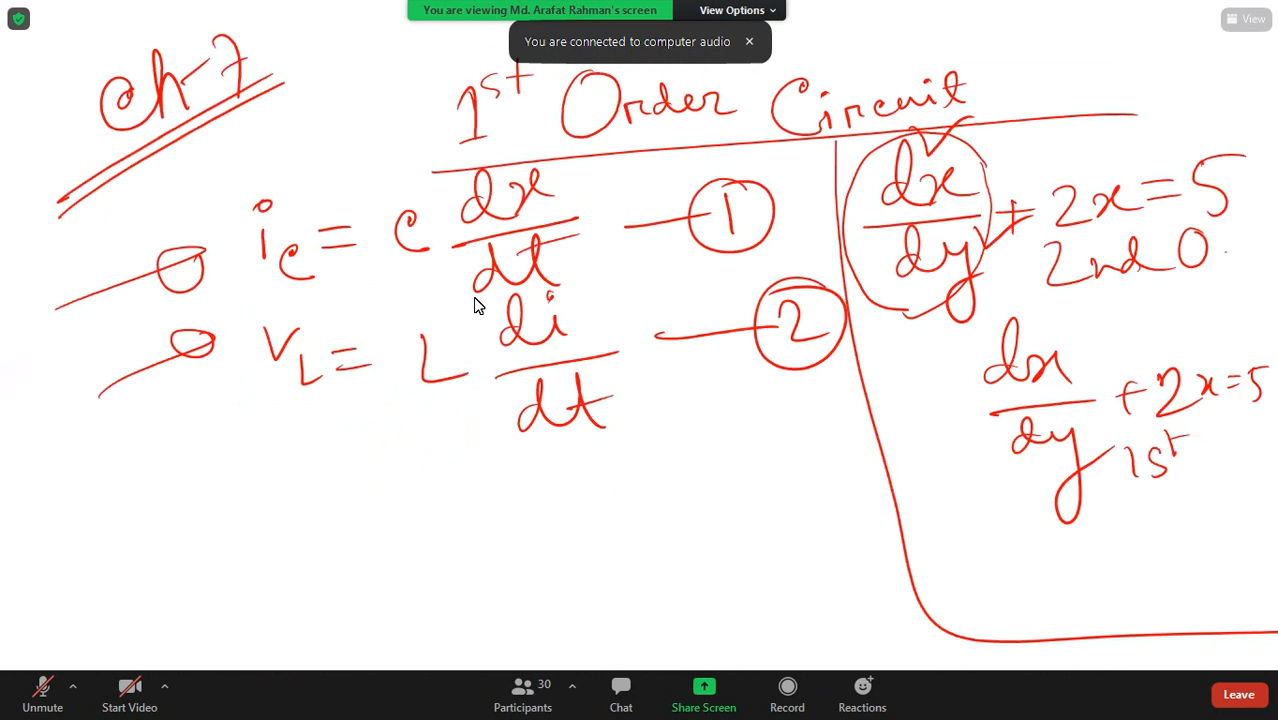 You are viewing Md. Arafat Rahman's screen
View Options
View
You are connected to computer audio ×
Ch-7
1st Order Circuit
i_c = c dx/dt — 1
v_L = L di/dt — 2
dx/dy + 2x = 5
2nd O
dx/dy + 2x = 5
1st
Unmute
Start Video
30
Participants
Chat
Share Screen
Record
Reactions
Leave